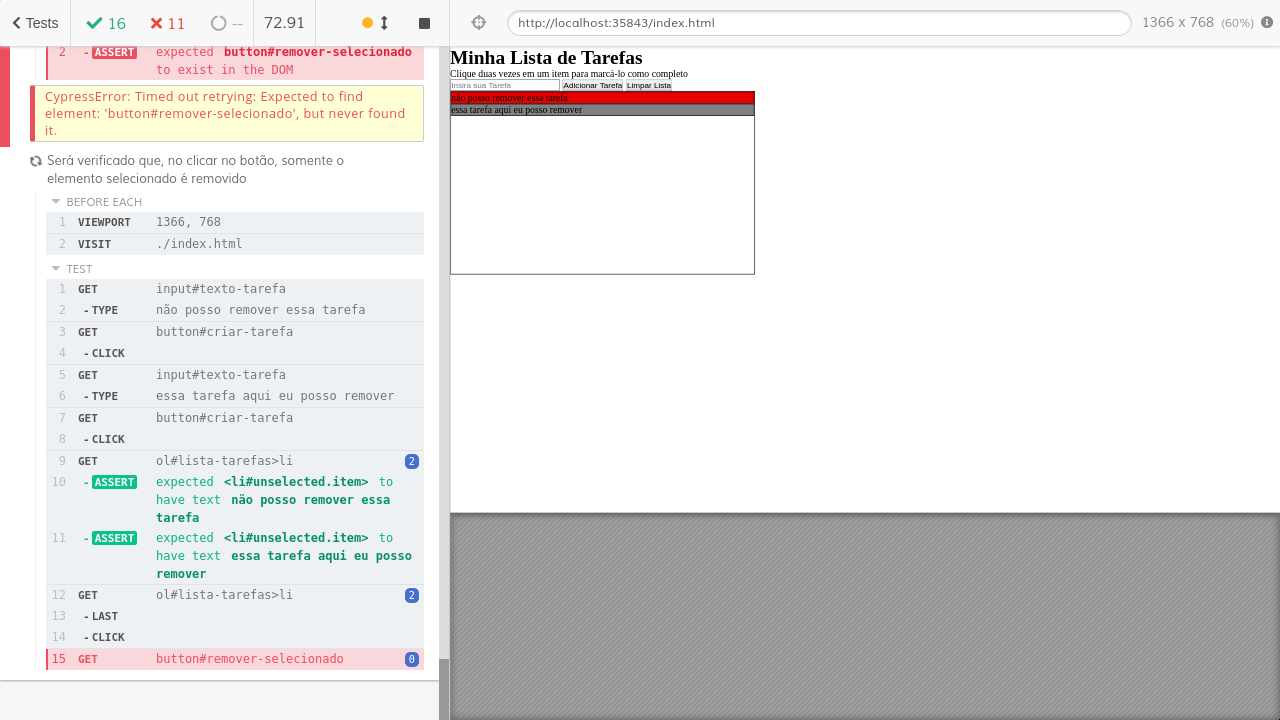 Tests
16
11
--
72.91
http://localhost:35843/index.html
1366 x 768 (60%)
2 - ASSERT expected button#remover-selecionado
to exist in the DOM
CypressError: Timed out retrying: Expected to find
element: 'button#remover-selecionado', but never found
it.
Será verificado que, no clicar no botão, somente o
elemento selecionado é removido
BEFORE EACH
1 VIEWPORT 1366, 768
2 VISIT ./index.html
TEST
1 GET input#texto-tarefa
2 - TYPE não posso remover essa tarefa
3 GET button#criar-tarefa
4 - CLICK
5 GET input#texto-tarefa
6 - TYPE essa tarefa aqui eu posso remover
7 GET button#criar-tarefa
8 - CLICK
9 GET ol#lista-tarefas>li 2
10 - ASSERT expected <li#unselected.item> to
have text não posso remover essa
tarefa
11 - ASSERT expected <li#unselected.item> to
have text essa tarefa aqui eu posso
remover
12 GET ol#lista-tarefas>li 2
13 - LAST
14 - CLICK
15 GET button#remover-selecionado 0
Minha Lista de Tarefas
Clique duas vezes em um item para marcá-lo como completo
Insira sua Tarefa Adicionar Tarefa Limpar Lista
não posso remover essa tarefa
essa tarefa aqui eu posso remover